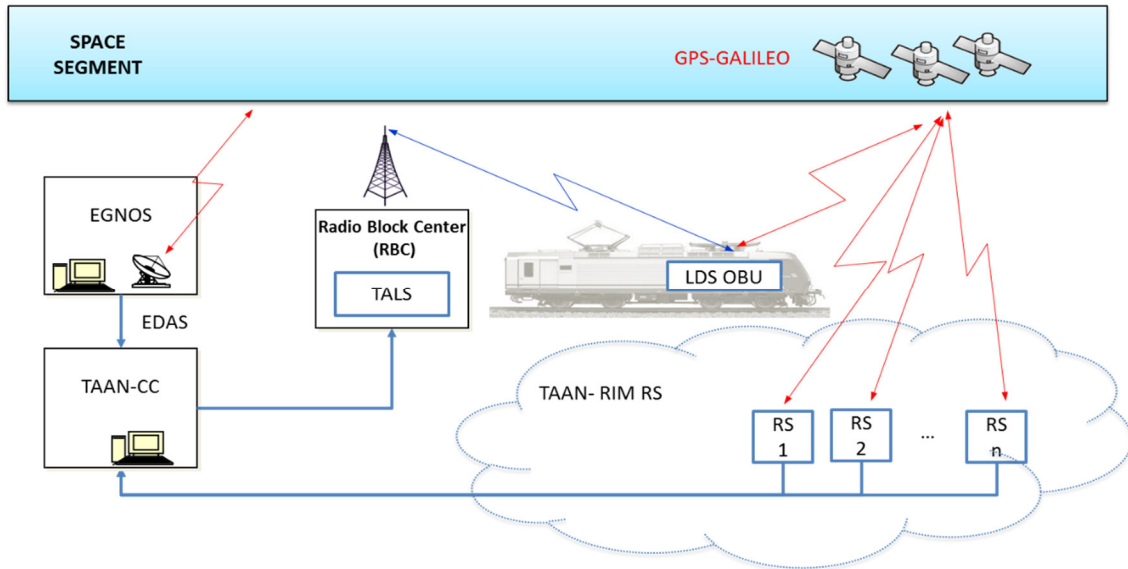 SPACE
SEGMENT
GPS-GALILEO
EGNOS
Radio Block Center
(RBC)
TALS
LDS OBU
EDAS
TAAN-CC
TAAN- RIM RS
RS
1
RS
2
...
RS
n